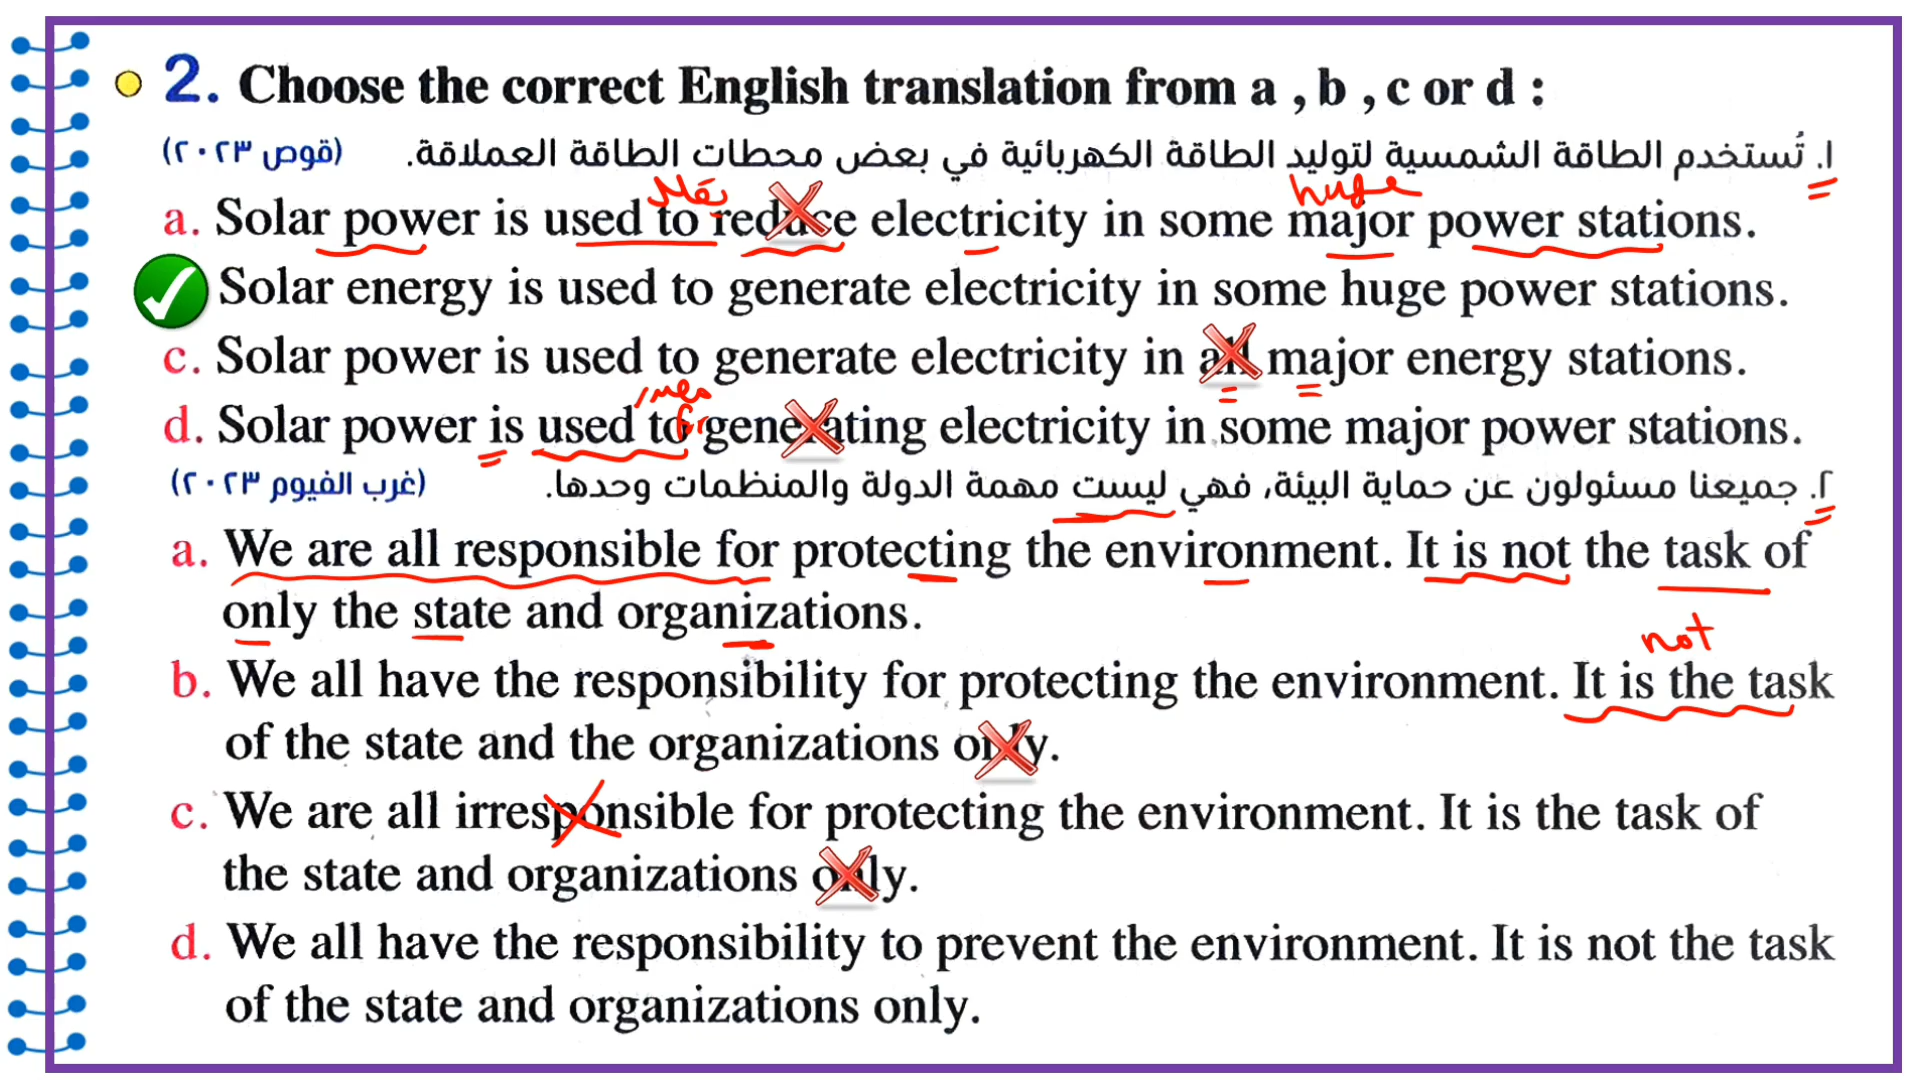 2. Choose the correct English translation from a , b , c or d :
١. تُستخدم الطاقة الشمسية لتوليد الطاقة الكهربائية في بعض محطات الطاقة العملاقة. (قوص ٢٠٢٣)
يقلل huge
a. Solar power is used to reduce electricity in some major power stations.
Solar energy is used to generate electricity in some huge power stations.
c. Solar power is used to generate electricity in all major energy stations.
d. Solar power is used to generating electricity in some major power stations.
٢. جميعنا مسئولون عن حماية البيئة، فهي ليست مهمة الدولة والمنظمات وحدها. (غرب الفيوم ٢٠٢٣)
a. We are all responsible for protecting the environment. It is not the task of
only the state and organizations.
not
b. We all have the responsibility for protecting the environment. It is the task
of the state and the organizations only.
c. We are all irresponsible for protecting the environment. It is the task of
the state and organizations only.
d. We all have the responsibility to prevent the environment. It is not the task
of the state and organizations only.